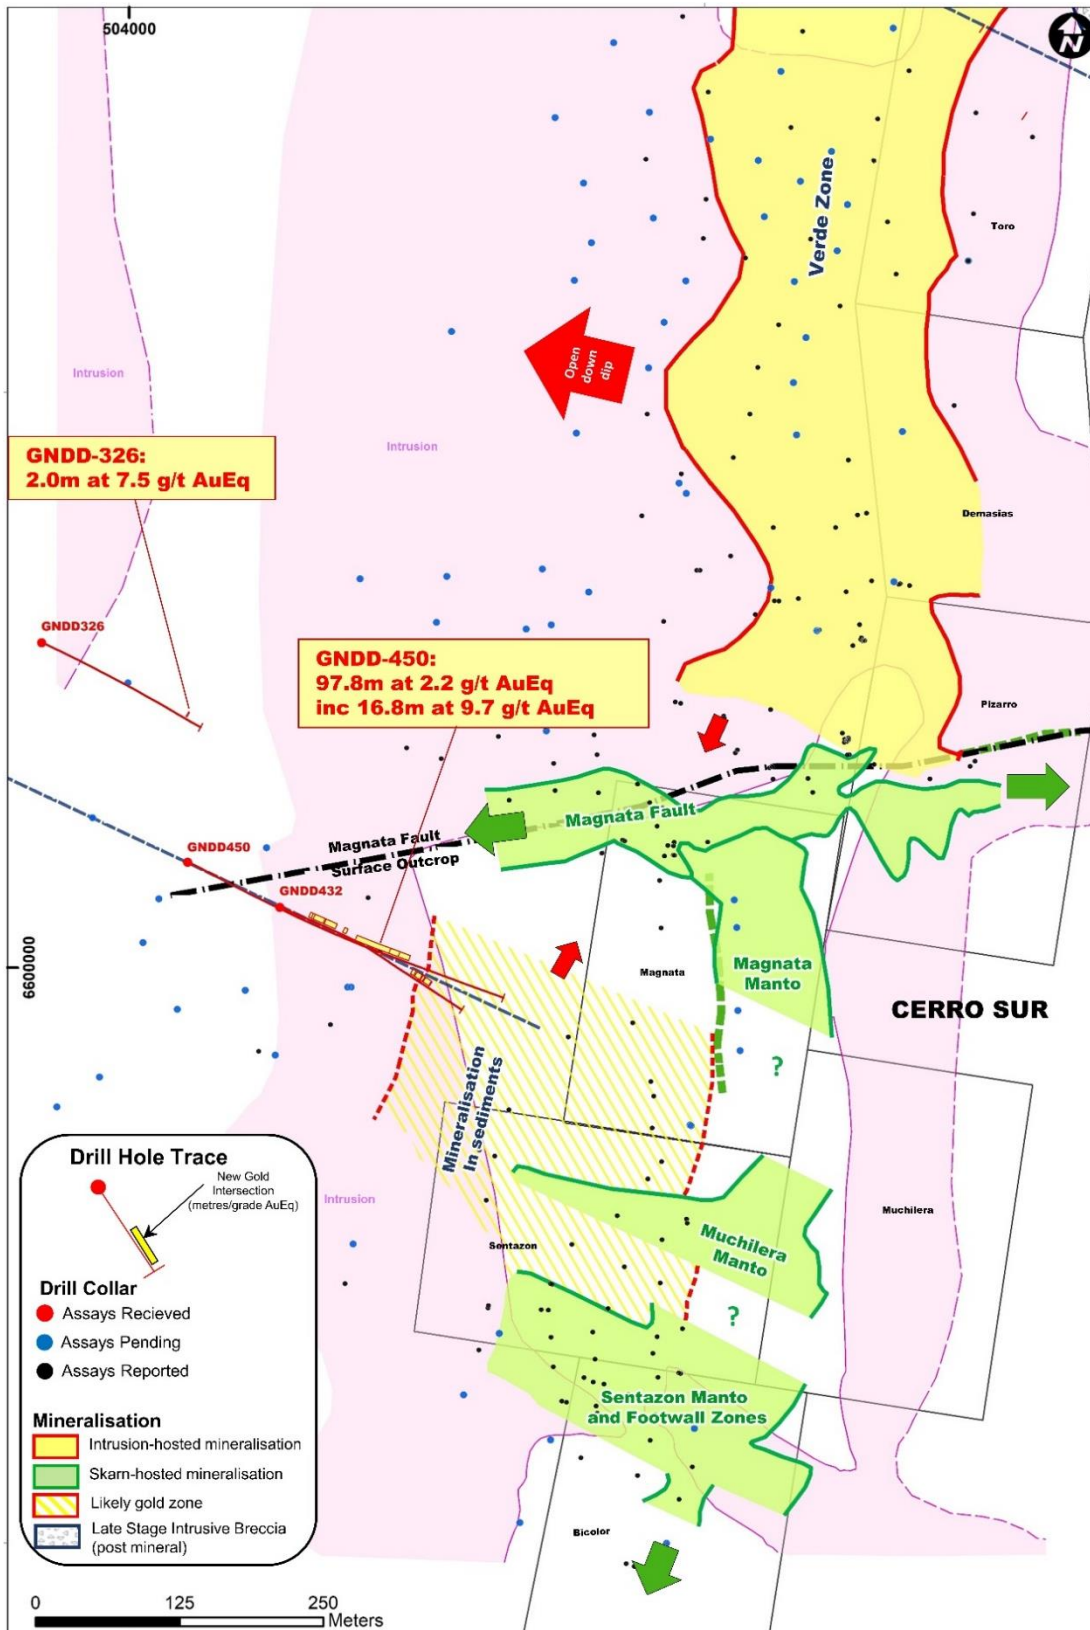 504000
N
Verde Zone
Toro
Open
down
dip
Intrusion
Intrusion
GNDD-326:
2.0m at 7.5 g/t AuEq
Demasias
GNDD326
GNDD-450:
97.8m at 2.2 g/t AuEq
inc 16.8m at 9.7 g/t AuEq
Pizarro
Magnata Fault
Magnata Fault
Surface Outcrop
GNDD450
GNDD432
6600000
Magnata
Magnata
Manto
CERRO SUR
?
Mineralisation
In sediments
Intrusion
Sentazon
Muchilera
Manto
Muchilera
?
Sentazon Manto
and Footwall Zones
Bicolor
Drill Hole Trace
New Gold
Intersection
(metres/grade AuEq)
Drill Collar
Assays Recieved
Assays Pending
Assays Reported
Mineralisation
Intrusion-hosted mineralisation
Skarn-hosted mineralisation
Likely gold zone
Late Stage Intrusive Breccia
(post mineral)
0 125 250
Meters